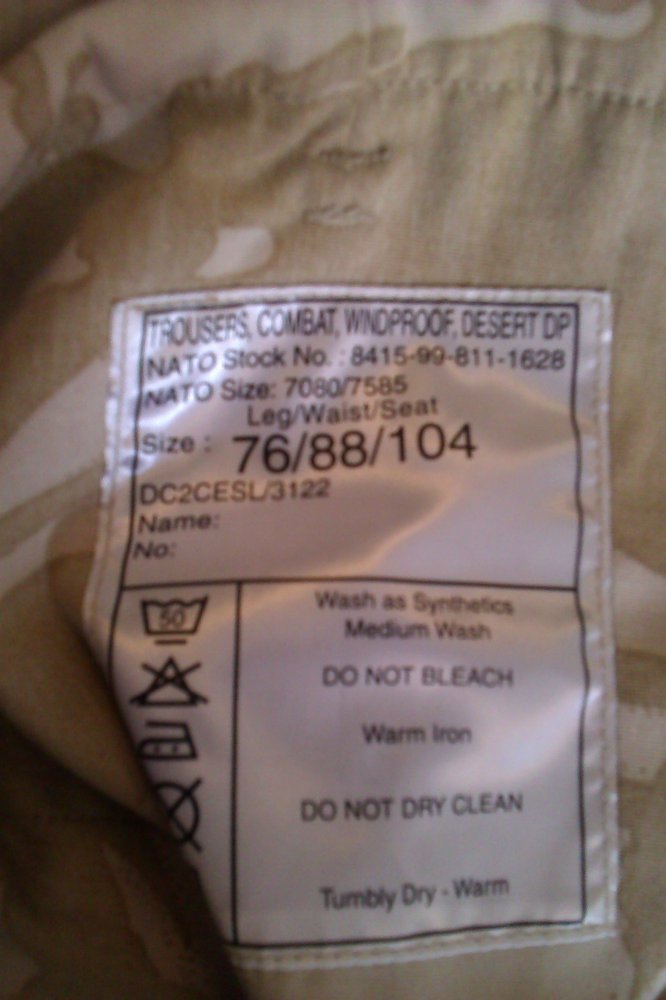 TROUSERS, COMBAT, WNDPROOF, DESERT DP
NATO Stock No. : 8415-99-811-1628
NATO Size: 7080/7585
Leg/Waist/Seat
Size : 76/88/104
DC2CESL/3122
Name:
No:
50
Wash as Synthetics
Medium Wash
DO NOT BLEACH
Warm Iron
DO NOT DRY CLEAN
Tumbly Dry - Warm